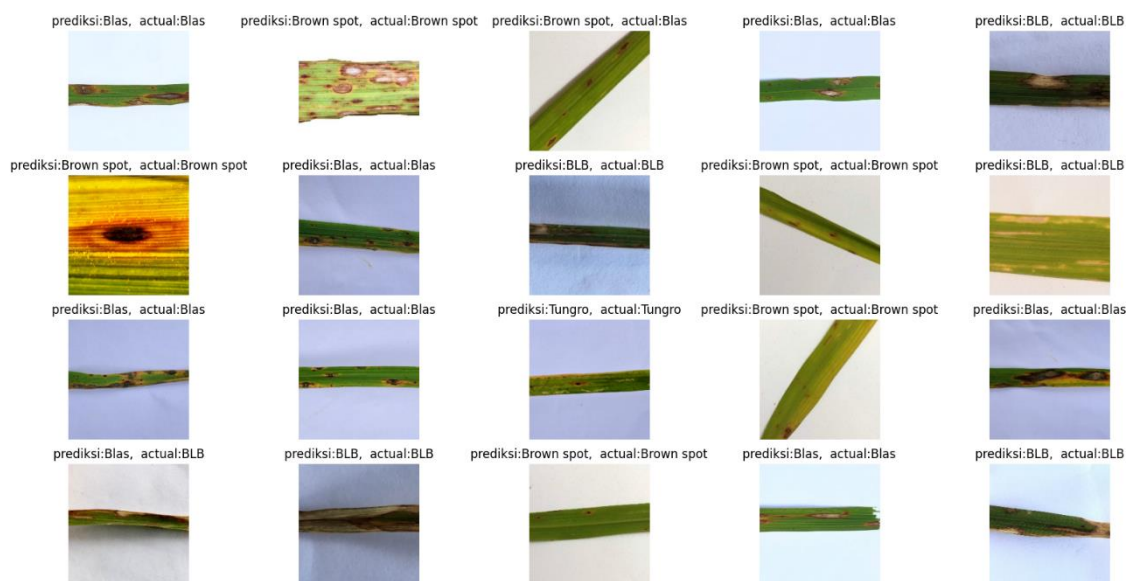 prediksi:Blas,  actual:Blas
prediksi:Brown spot,  actual:Brown spot
prediksi:Brown spot,  actual:Blas
prediksi:Blas,  actual:Blas
prediksi:BLB,  actual:BLB
prediksi:Brown spot,  actual:Brown spot
prediksi:Blas,  actual:Blas
prediksi:BLB,  actual:BLB
prediksi:Brown spot,  actual:Brown spot
prediksi:BLB,  actual:BLB
prediksi:Blas,  actual:Blas
prediksi:Blas,  actual:Blas
prediksi:Tungro,  actual:Tungro
prediksi:Brown spot,  actual:Brown spot
prediksi:Blas,  actual:Blas
prediksi:Blas,  actual:BLB
prediksi:BLB,  actual:BLB
prediksi:Brown spot,  actual:Brown spot
prediksi:Blas,  actual:Blas
prediksi:BLB,  actual:BLB